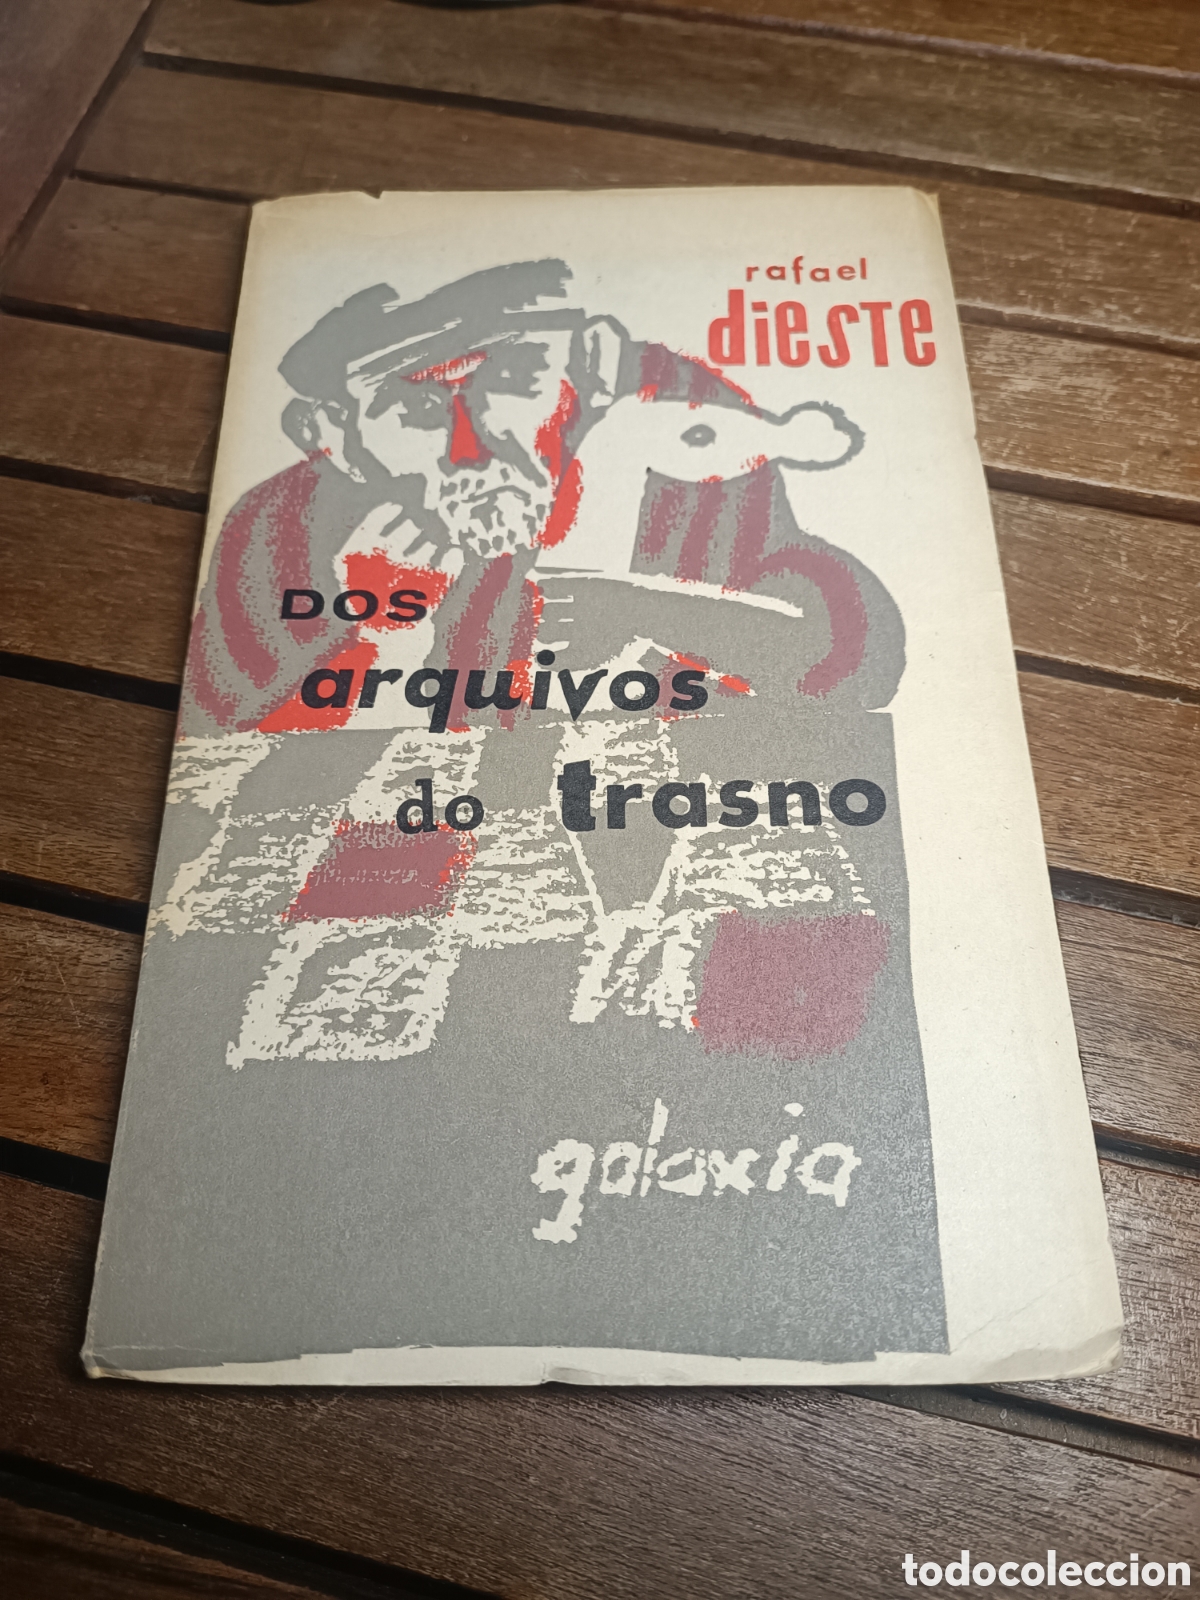 rafael
dieste
DOS
arquivos
do trasno
galaxia
todocoleccion